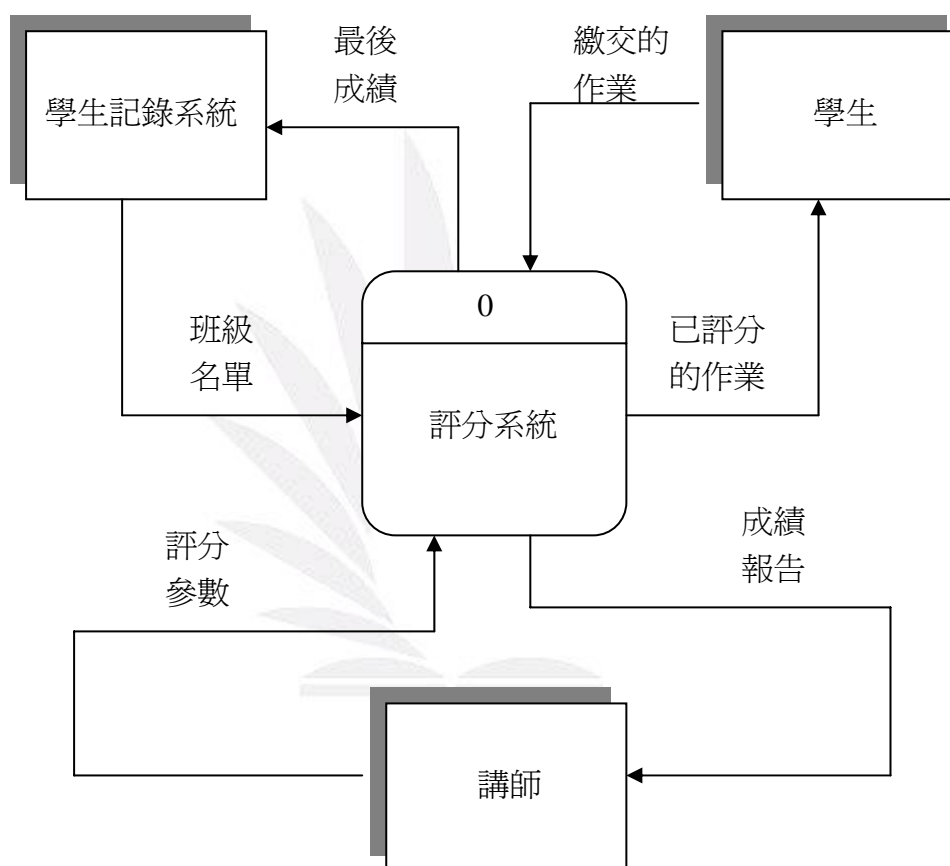 最後
成績
繳交的
作業
學生記錄系統
學生
0
班級
名單
已評分
的作業
評分系統
評分
參數
成績
報告
講師